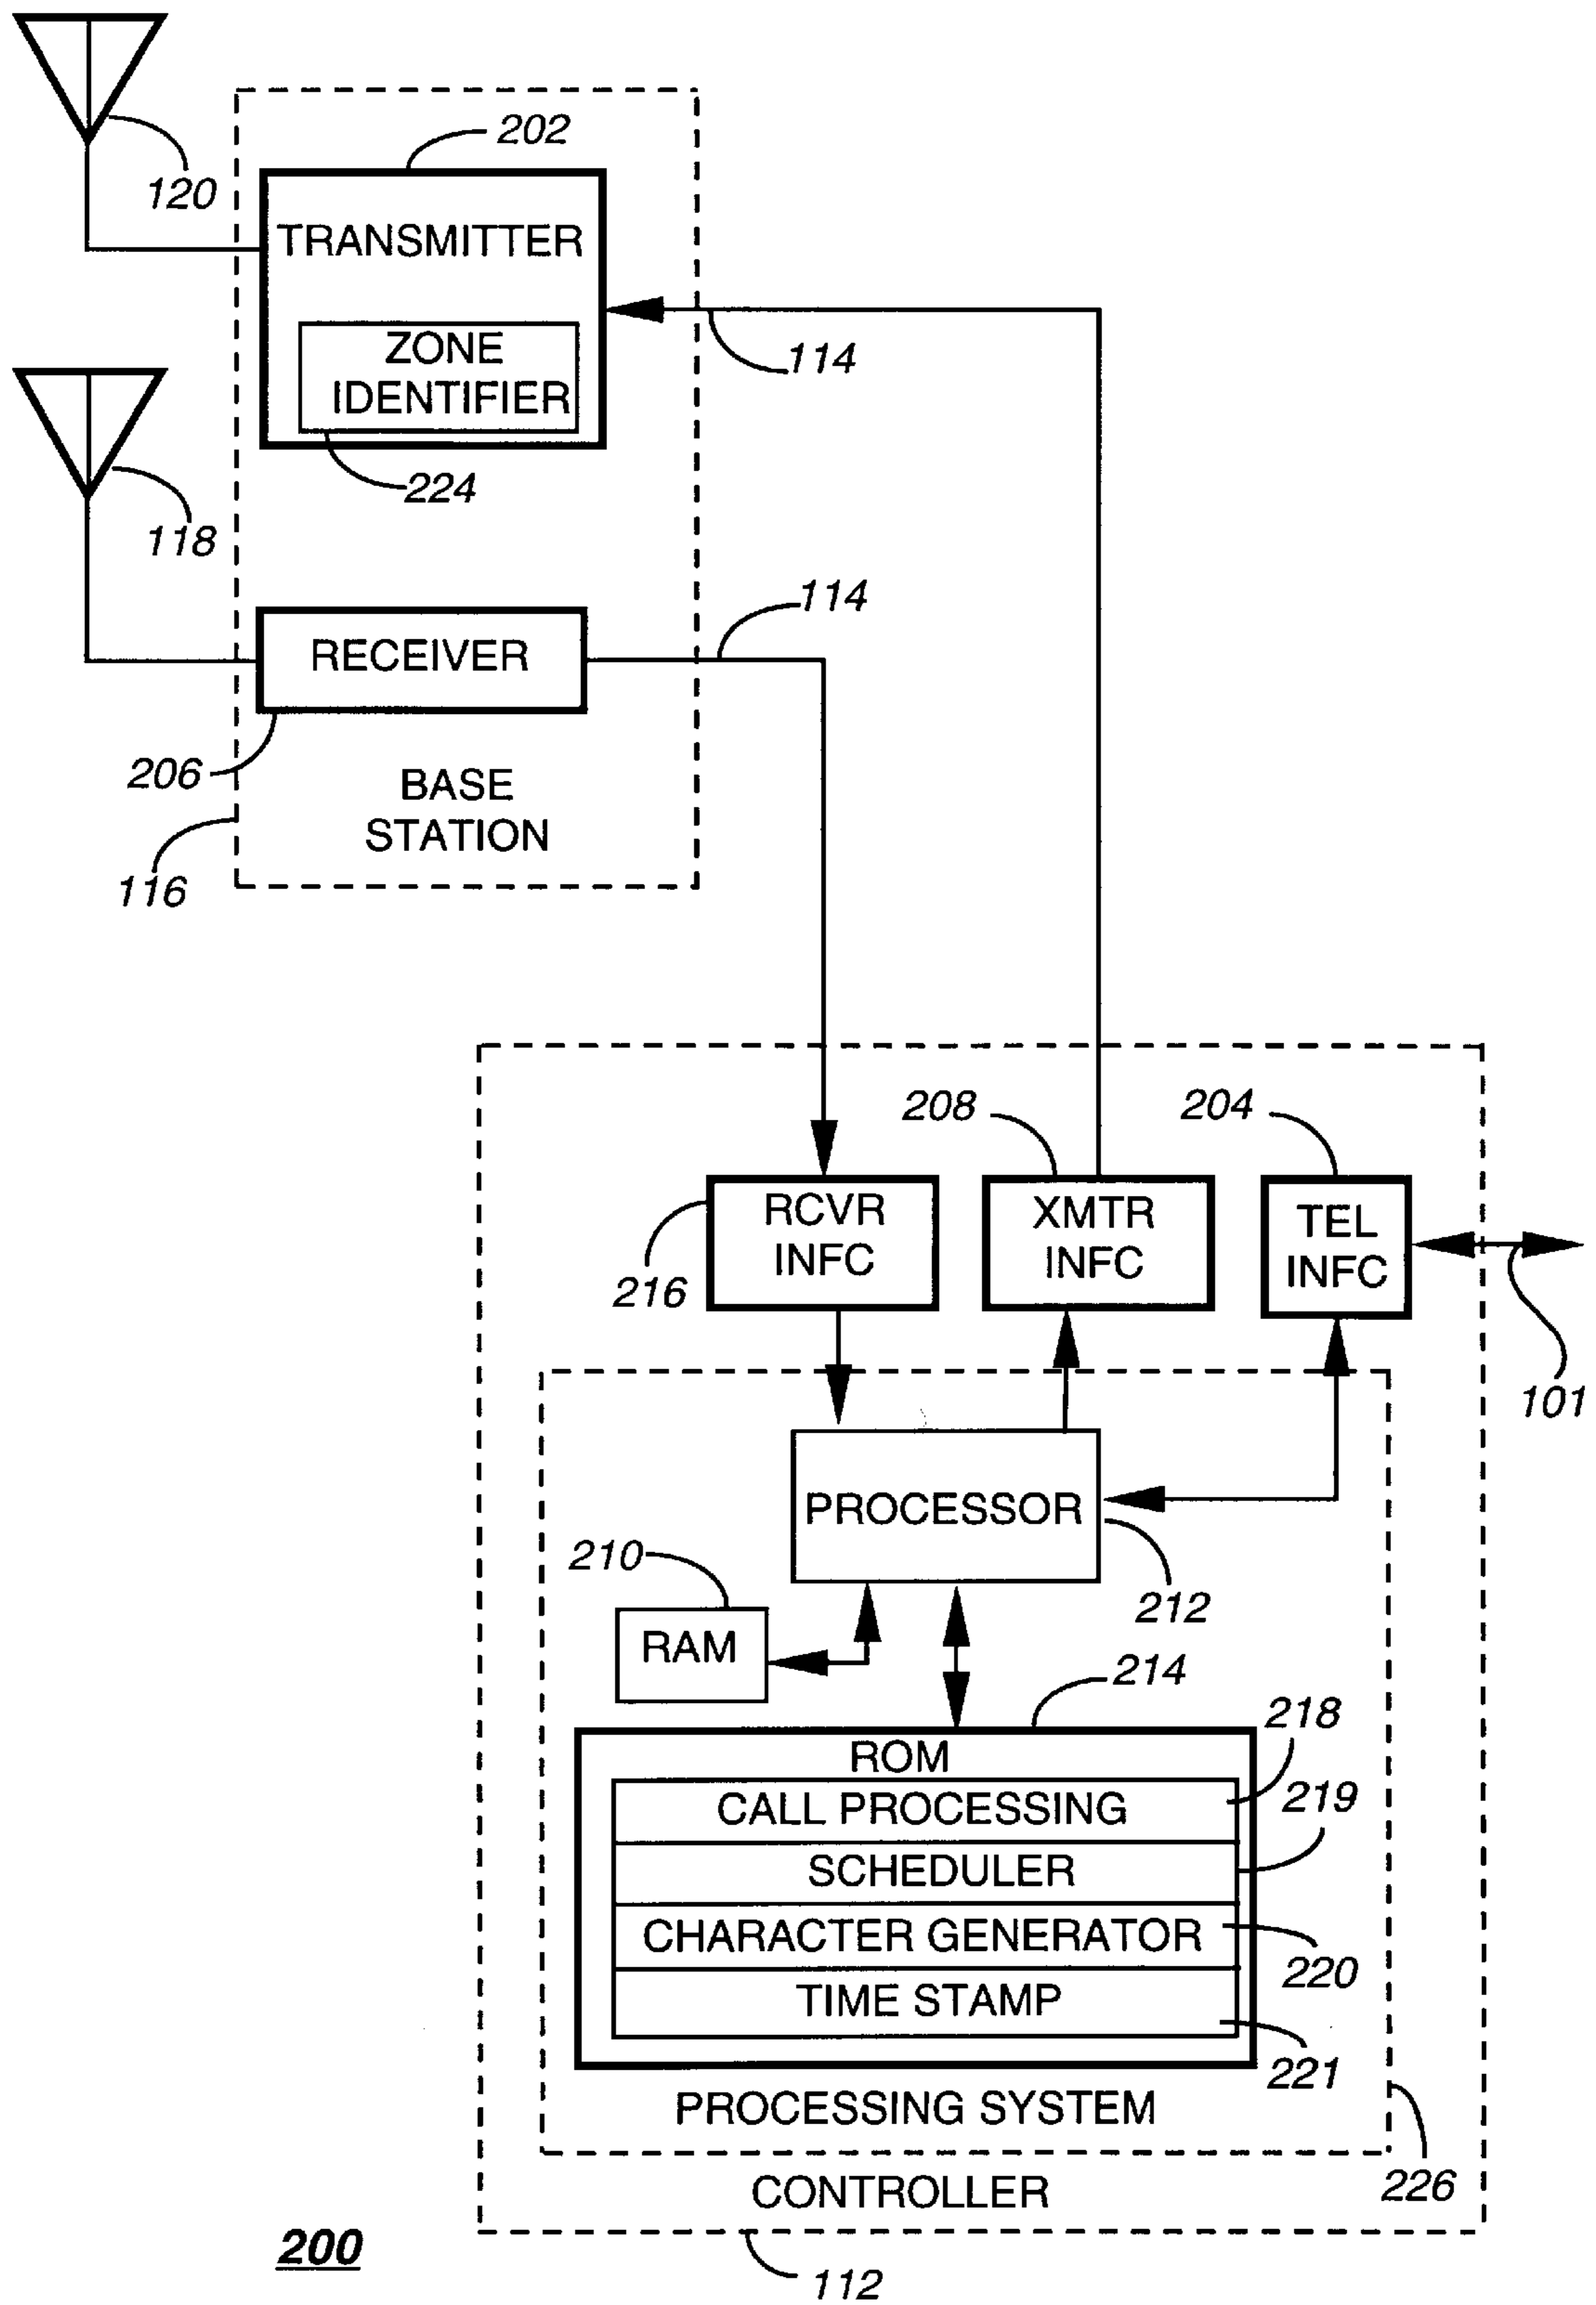 202
120
TRANSMITTER
ZONE
IDENTIFIER
114
224
118
114
RECEIVER
206
BASE
STATION
116
208
204
RCVR
INFC
XMTR
INFC
TEL
INFC
216
101
PROCESSOR
210
212
RAM
214
218
ROM
CALL PROCESSING
219
SCHEDULER
CHARACTER GENERATOR
220
TIME STAMP
221
PROCESSING SYSTEM
226
CONTROLLER
200
112